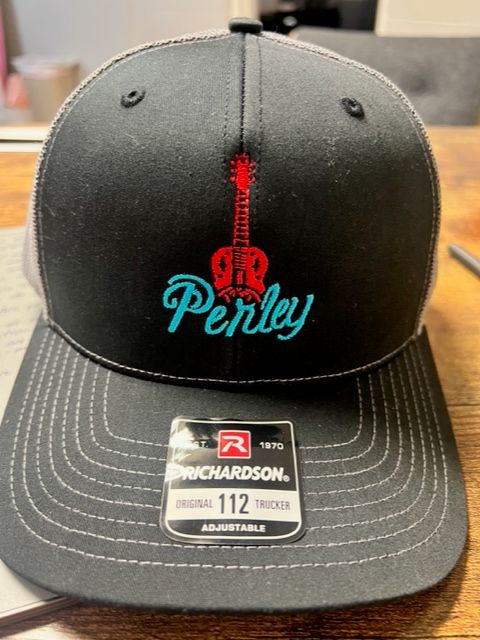 Perley
EST. R 1970
RICHARDSON®
ORIGINAL 112 TRUCKER
ADJUSTABLE